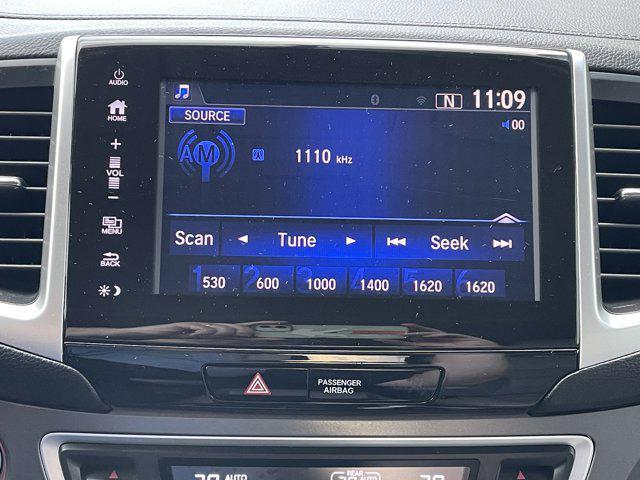 AUDIO
HOME
+
VOL
−
MENU
BACK
N 11:09
SOURCE
00
AM
1110 kHz
Scan Tune Seek
1 2 3 4 5 6
530 600 1000 1400 1620 1620
PASSENGER
AIRBAG
AUTO REAR AUTO